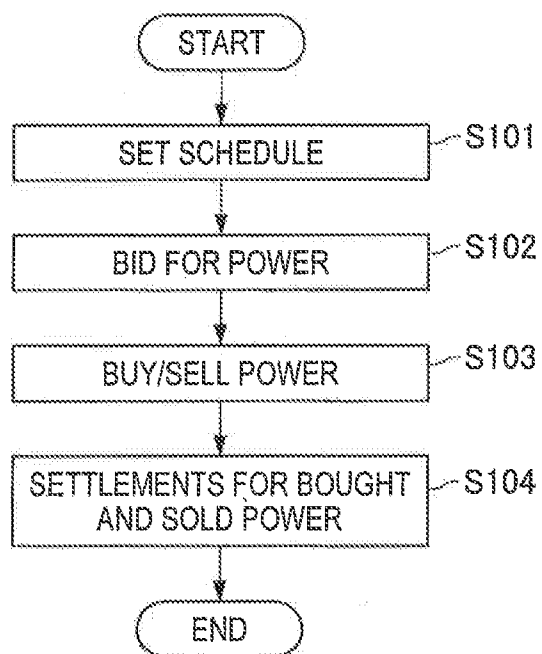 START
SET SCHEDULE
S101
BID FOR POWER
S102
BUY/SELL POWER
S103
SETTLEMENTS FOR BOUGHT
AND SOLD POWER
S104
END